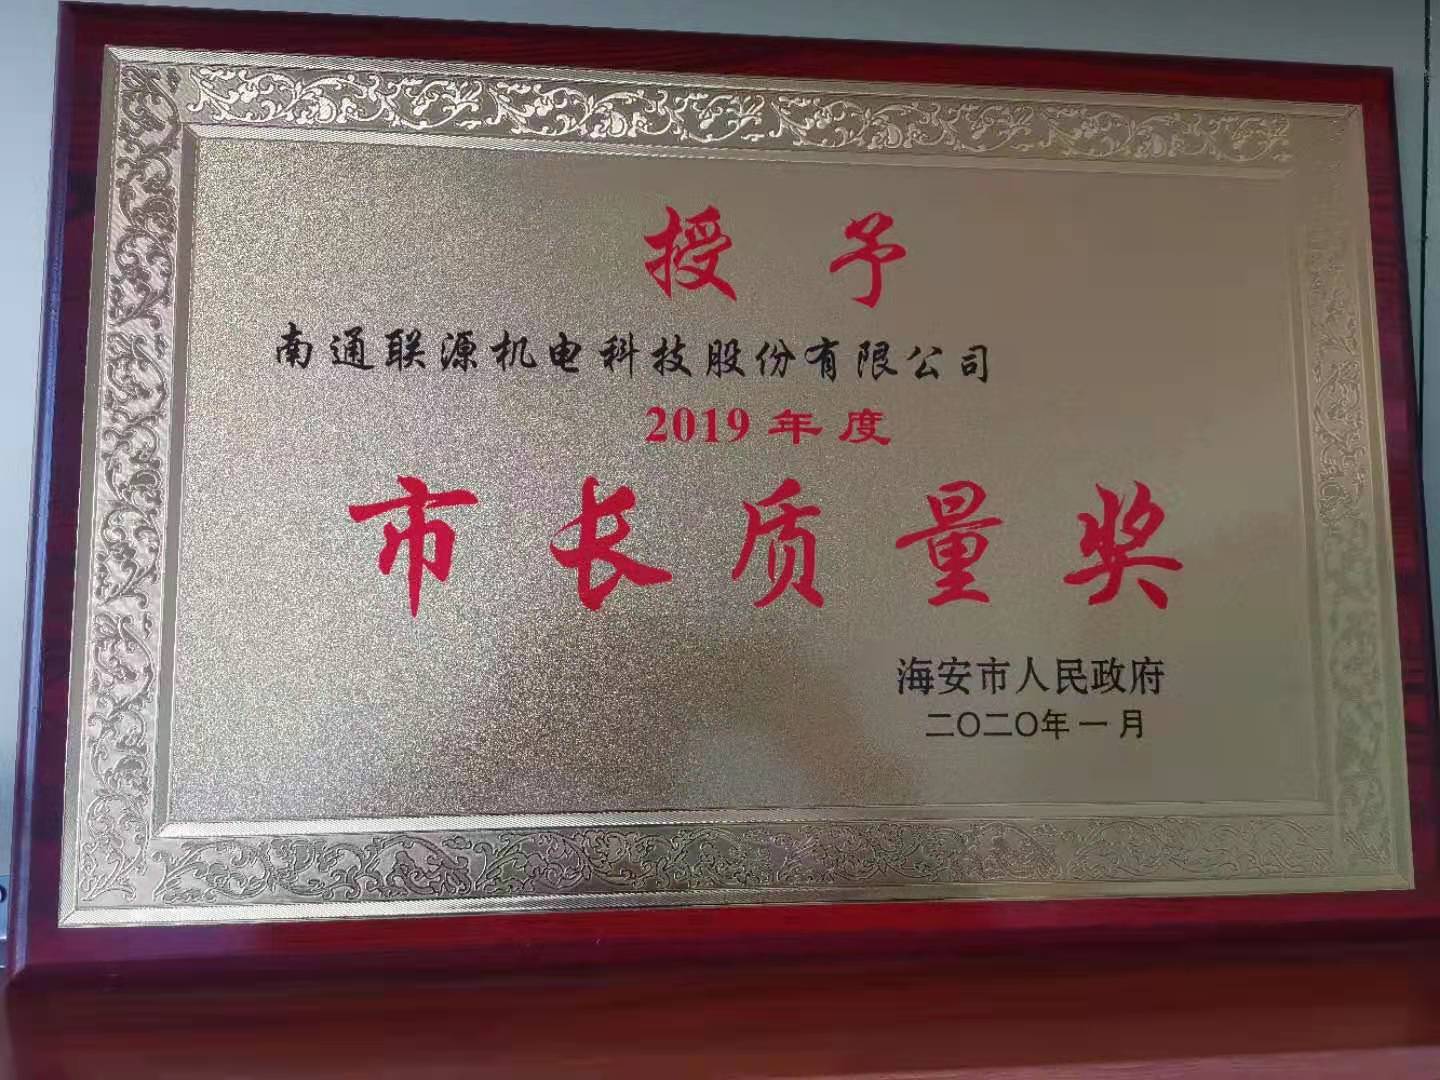 授予
南通联源机电科技股份有限公司
2019年度
市长质量奖
海安市人民政府
二〇二〇年一月